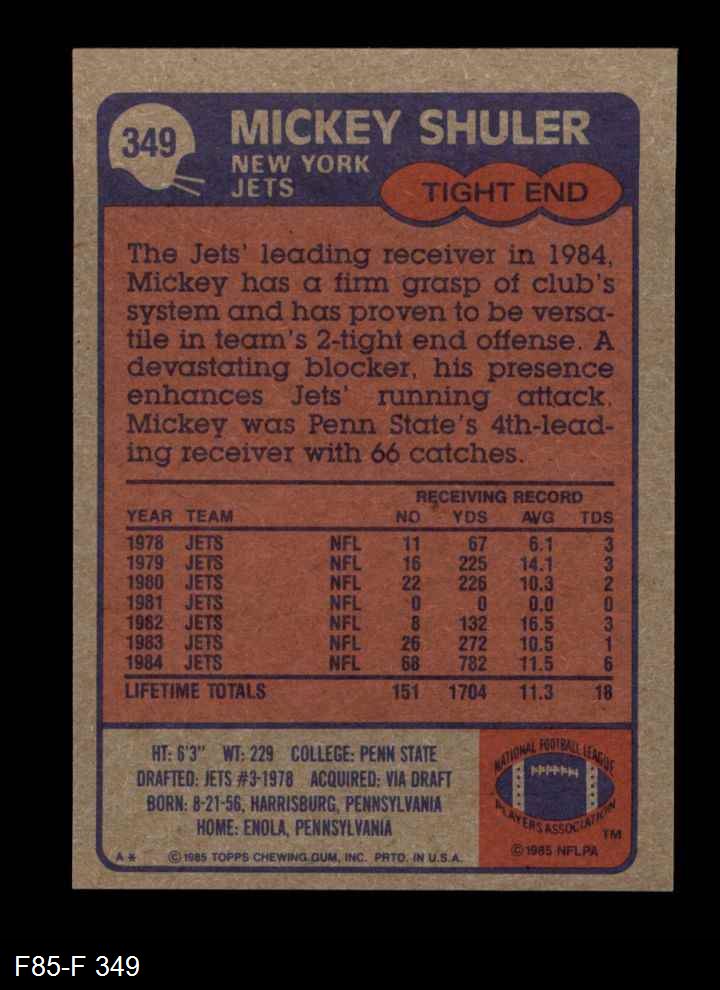 349
MICKEY SHULER
NEW YORK
JETS
TIGHT END
The Jets' leading receiver in 1984,
Mickey has a firm grasp of club's
system and has proven to be versa-
tile in team's 2-tight end offense. A
devastating blocker, his presence
enhances Jets' running attack.
Mickey was Penn State's 4th-lead-
ing receiver with 66 catches.
RECEIVING RECORD
YEAR TEAM NO YDS AVG TDS
1978 JETS NFL 11 67 6.1 3
1979 JETS NFL 16 225 14.1 3
1980 JETS NFL 22 226 10.3 2
1981 JETS NFL 0 0 0.0 0
1982 JETS NFL 8 132 16.5 3
1983 JETS NFL 26 272 10.5 1
1984 JETS NFL 68 782 11.5 6
LIFETIME TOTALS 151 1704 11.3 18
HT: 6'3" WT: 229 COLLEGE: PENN STATE
DRAFTED: JETS #3-1978 ACQUIRED: VIA DRAFT
BORN: 8-21-56, HARRISBURG, PENNSYLVANIA
HOME: ENOLA, PENNSYLVANIA
A* © 1985 TOPPS CHEWING GUM, INC. PRTD. IN U.S.A.
NATIONAL FOOTBALL LEAGUE
PLAYERS ASSOCIATION
TM
© 1985 NFLPA
F85-F 349